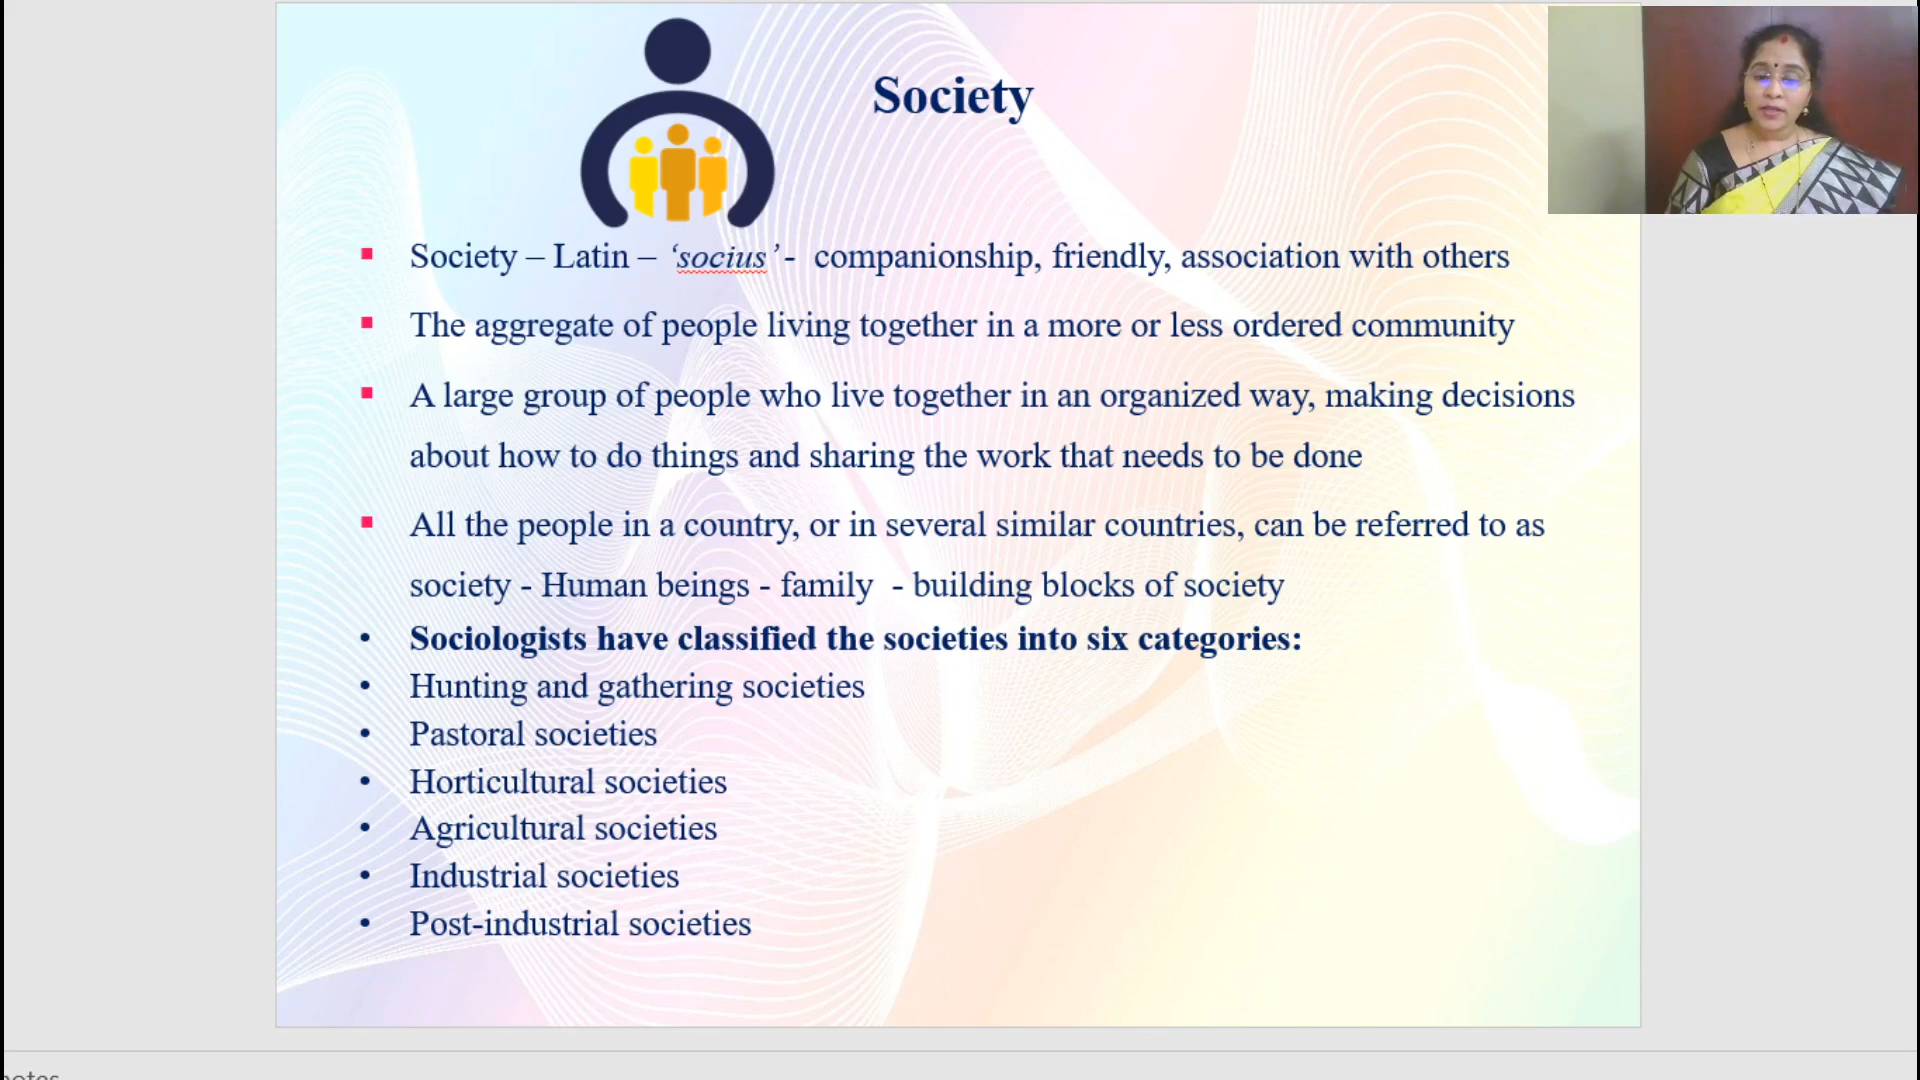 Society
▪ Society – Latin – ‘socius’ - companionship, friendly, association with others
▪ The aggregate of people living together in a more or less ordered community
▪ A large group of people who live together in an organized way, making decisions
about how to do things and sharing the work that needs to be done
▪ All the people in a country, or in several similar countries, can be referred to as
society - Human beings - family - building blocks of society
• Sociologists have classified the societies into six categories:
• Hunting and gathering societies
• Pastoral societies
• Horticultural societies
• Agricultural societies
• Industrial societies
• Post-industrial societies